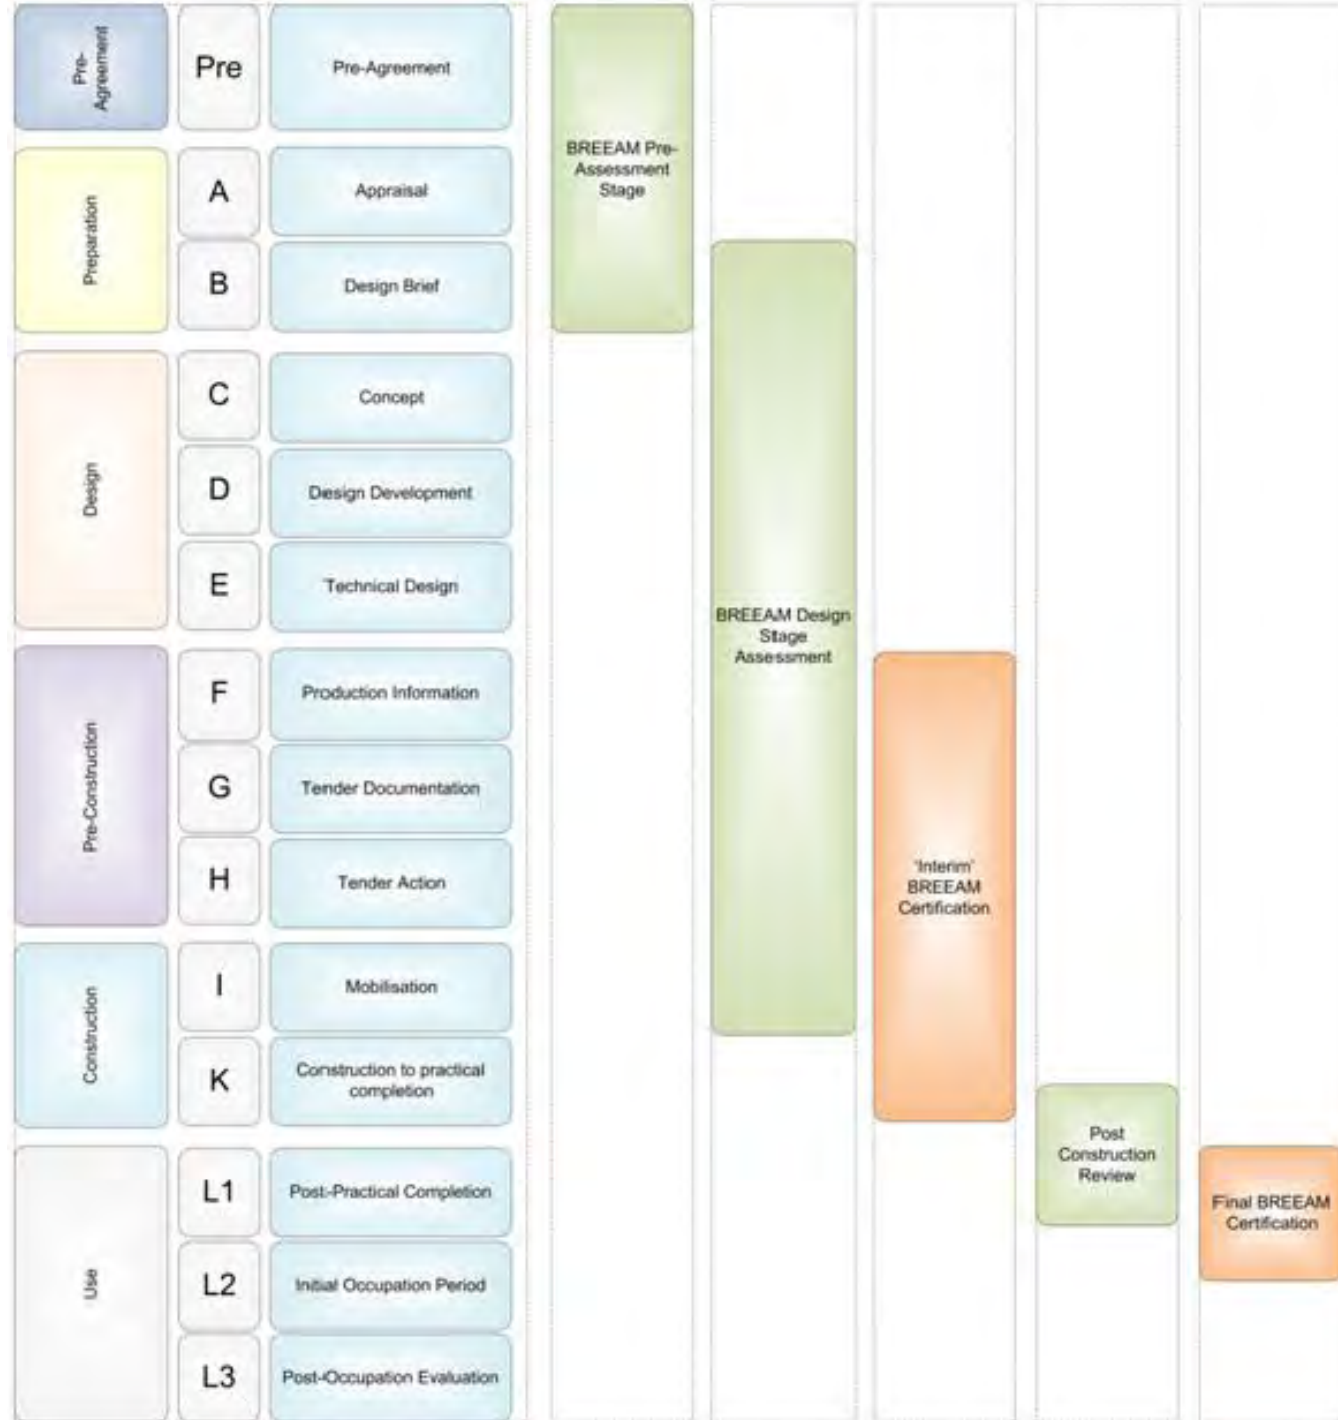 Pre-
Agreement
Pre
Pre-Agreement
BREEAM Pre-
Assessment
Stage
Preparation
A
Appraisal
B
Design Brief
Design
C
Concept
D
Design Development
E
Technical Design
BREEAM Design
Stage
Assessment
Pre-Construction
F
Production Information
G
Tender Documentation
H
Tender Action
'Interim'
BREEAM
Certification
Construction
I
Mobilisation
K
Construction to practical
completion
Post
Construction
Review
Use
L1
Post-Practical Completion
Final BREEAM
Certification
L2
Initial Occupation Period
L3
Post-Occupation Evaluation